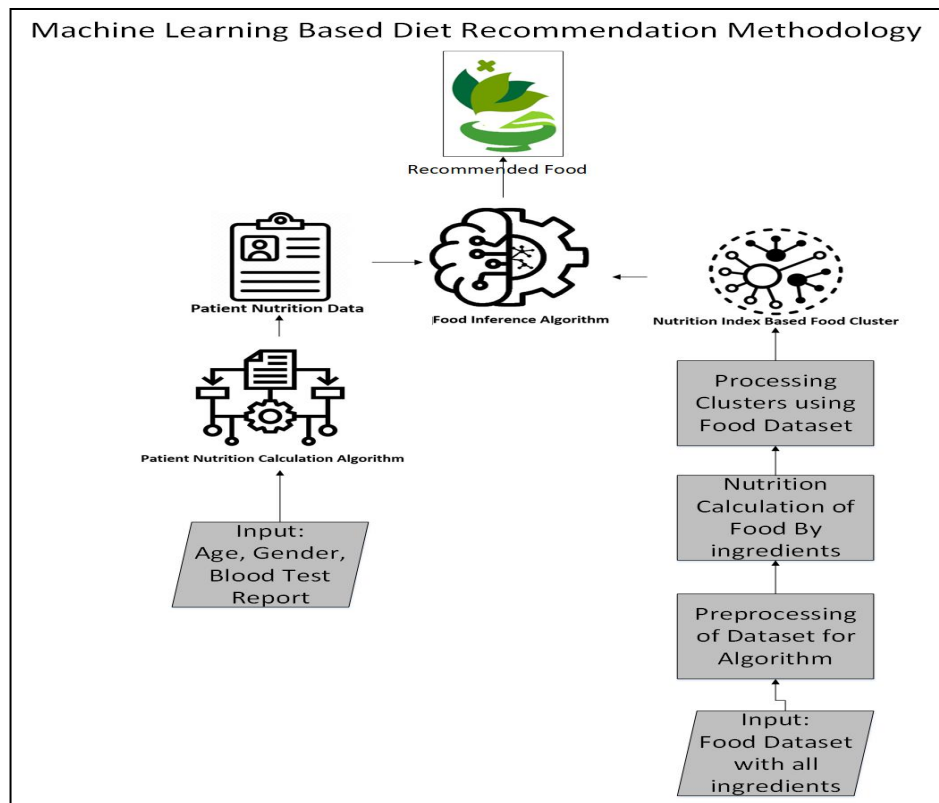 Machine Learning Based Diet Recommendation Methodology
Recommended Food
Patient Nutrition Data
Food Inference Algorithm
Nutrition Index Based Food Cluster
Patient Nutrition Calculation Algorithm
Input:
Age, Gender,
Blood Test
Report
Processing
Clusters using
Food Dataset
Nutrition
Calculation of
Food By
ingredients
Preprocessing
of Dataset for
Algorithm
Input:
Food Dataset
with all
ingredients